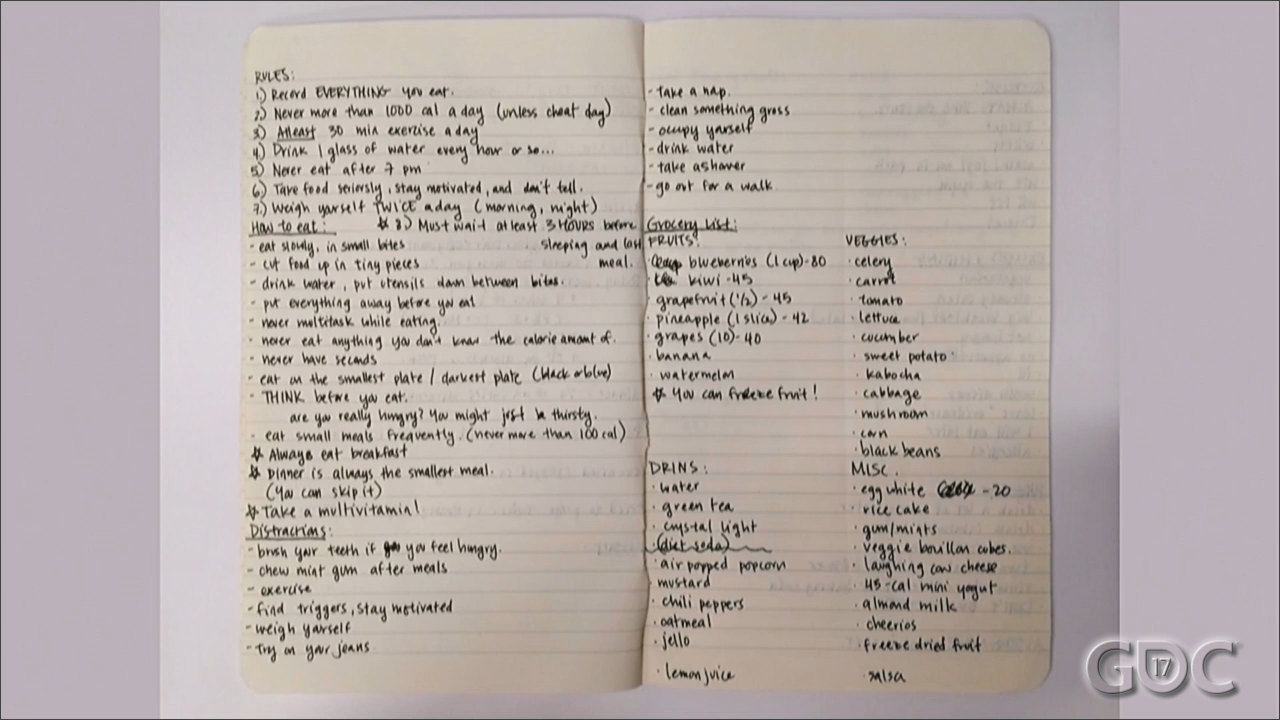 RULES:
1.) Record EVERYTHING you eat.
2.) Never more than 1000 cal a day (unless cheat day)
3.) Atleast 30 min exercise a day
4.) Drink 1 glass of water every hour or so...
5) Never eat after 7 pm
6.) Take food seriously, stay motivated, and don't tell.
7.) Weigh yourself TWICE a day (morning, night)
☆ 8.) Must wait atleast 3 HOURS before
sleeping and last
meal.
How to eat:
- eat slowly, in small bites
- cut food up in tiny pieces
- drink water, put utensils down between bites.
- put everything away before you eat
- never multitask while eating.
- never eat anything you don't know the calorie amount of.
- never have seconds
- eat on the smallest plate / darkest plate (black or blue)
- THINK before you eat.
are you really hungry? You might just be thirsty.
- eat small meals frequently. (never more than 100 cal)
☆ Always eat breakfast
☆ Dinner is always the smallest meal.
(You can skip it)
☆ Take a multivitamin!
Distractions:
- brush your teeth if you feel hungry.
- chew mint gum after meals
- exercise
- find triggers, stay motivated
- weigh yourself
- Try on your jeans
- take a nap.
- clean something gross
- occupy yourself
- drink water
- take a shower
- go out for a walk
Grocery List:
FRUITS:
· blueberries (1 cup)-80
· kiwi -45
· grapefruit (1/2) - 45
· pineapple (1 slice) - 42
· grapes (10)-40
· banana
· watermelon
☆ You can freeze fruit!
VEGGIES:
· celery
· carrot
· tomato
· lettuce
· cucumber
· sweet potato
· kabocha
· cabbage
· mushroom
· corn
· black beans
DRINS:
· water
· green tea
· crystal light
· (diet soda)
· air popped popcorn
mustard
· chili peppers
· oatmeal
· jello
· lemon juice
MISC.
· egg white -20
· rice cake
· gum/mints
· veggie bouillon cubes.
· laughing cow cheese
· 45-cal mini yogut
· almond milk
· cheerios
· freeze dried fruit
· salsa
GDC 17